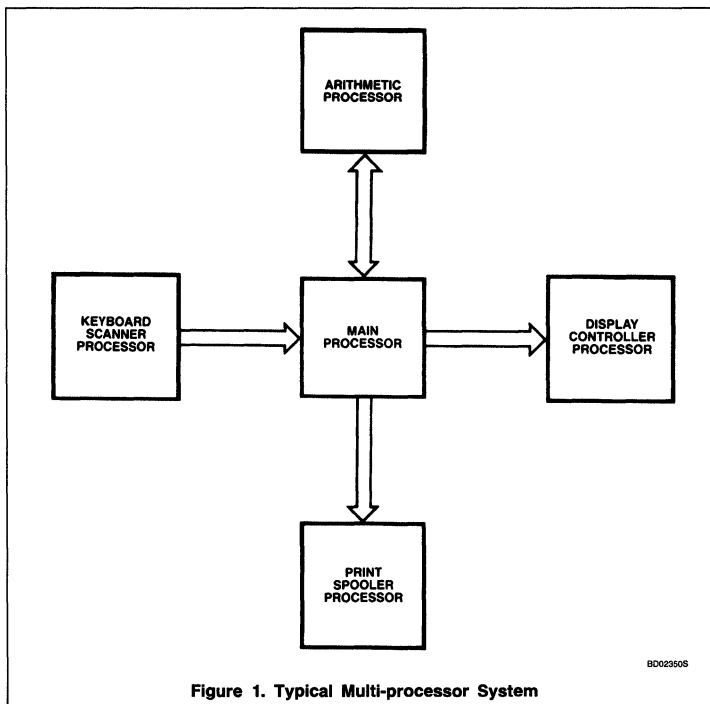 ARITHMETIC
PROCESSOR
KEYBOARD
SCANNER
PROCESSOR
MAIN
PROCESSOR
DISPLAY
CONTROLLER
PROCESSOR
PRINT
SPOOLER
PROCESSOR
BD02350S
Figure 1. Typical Multi-processor System